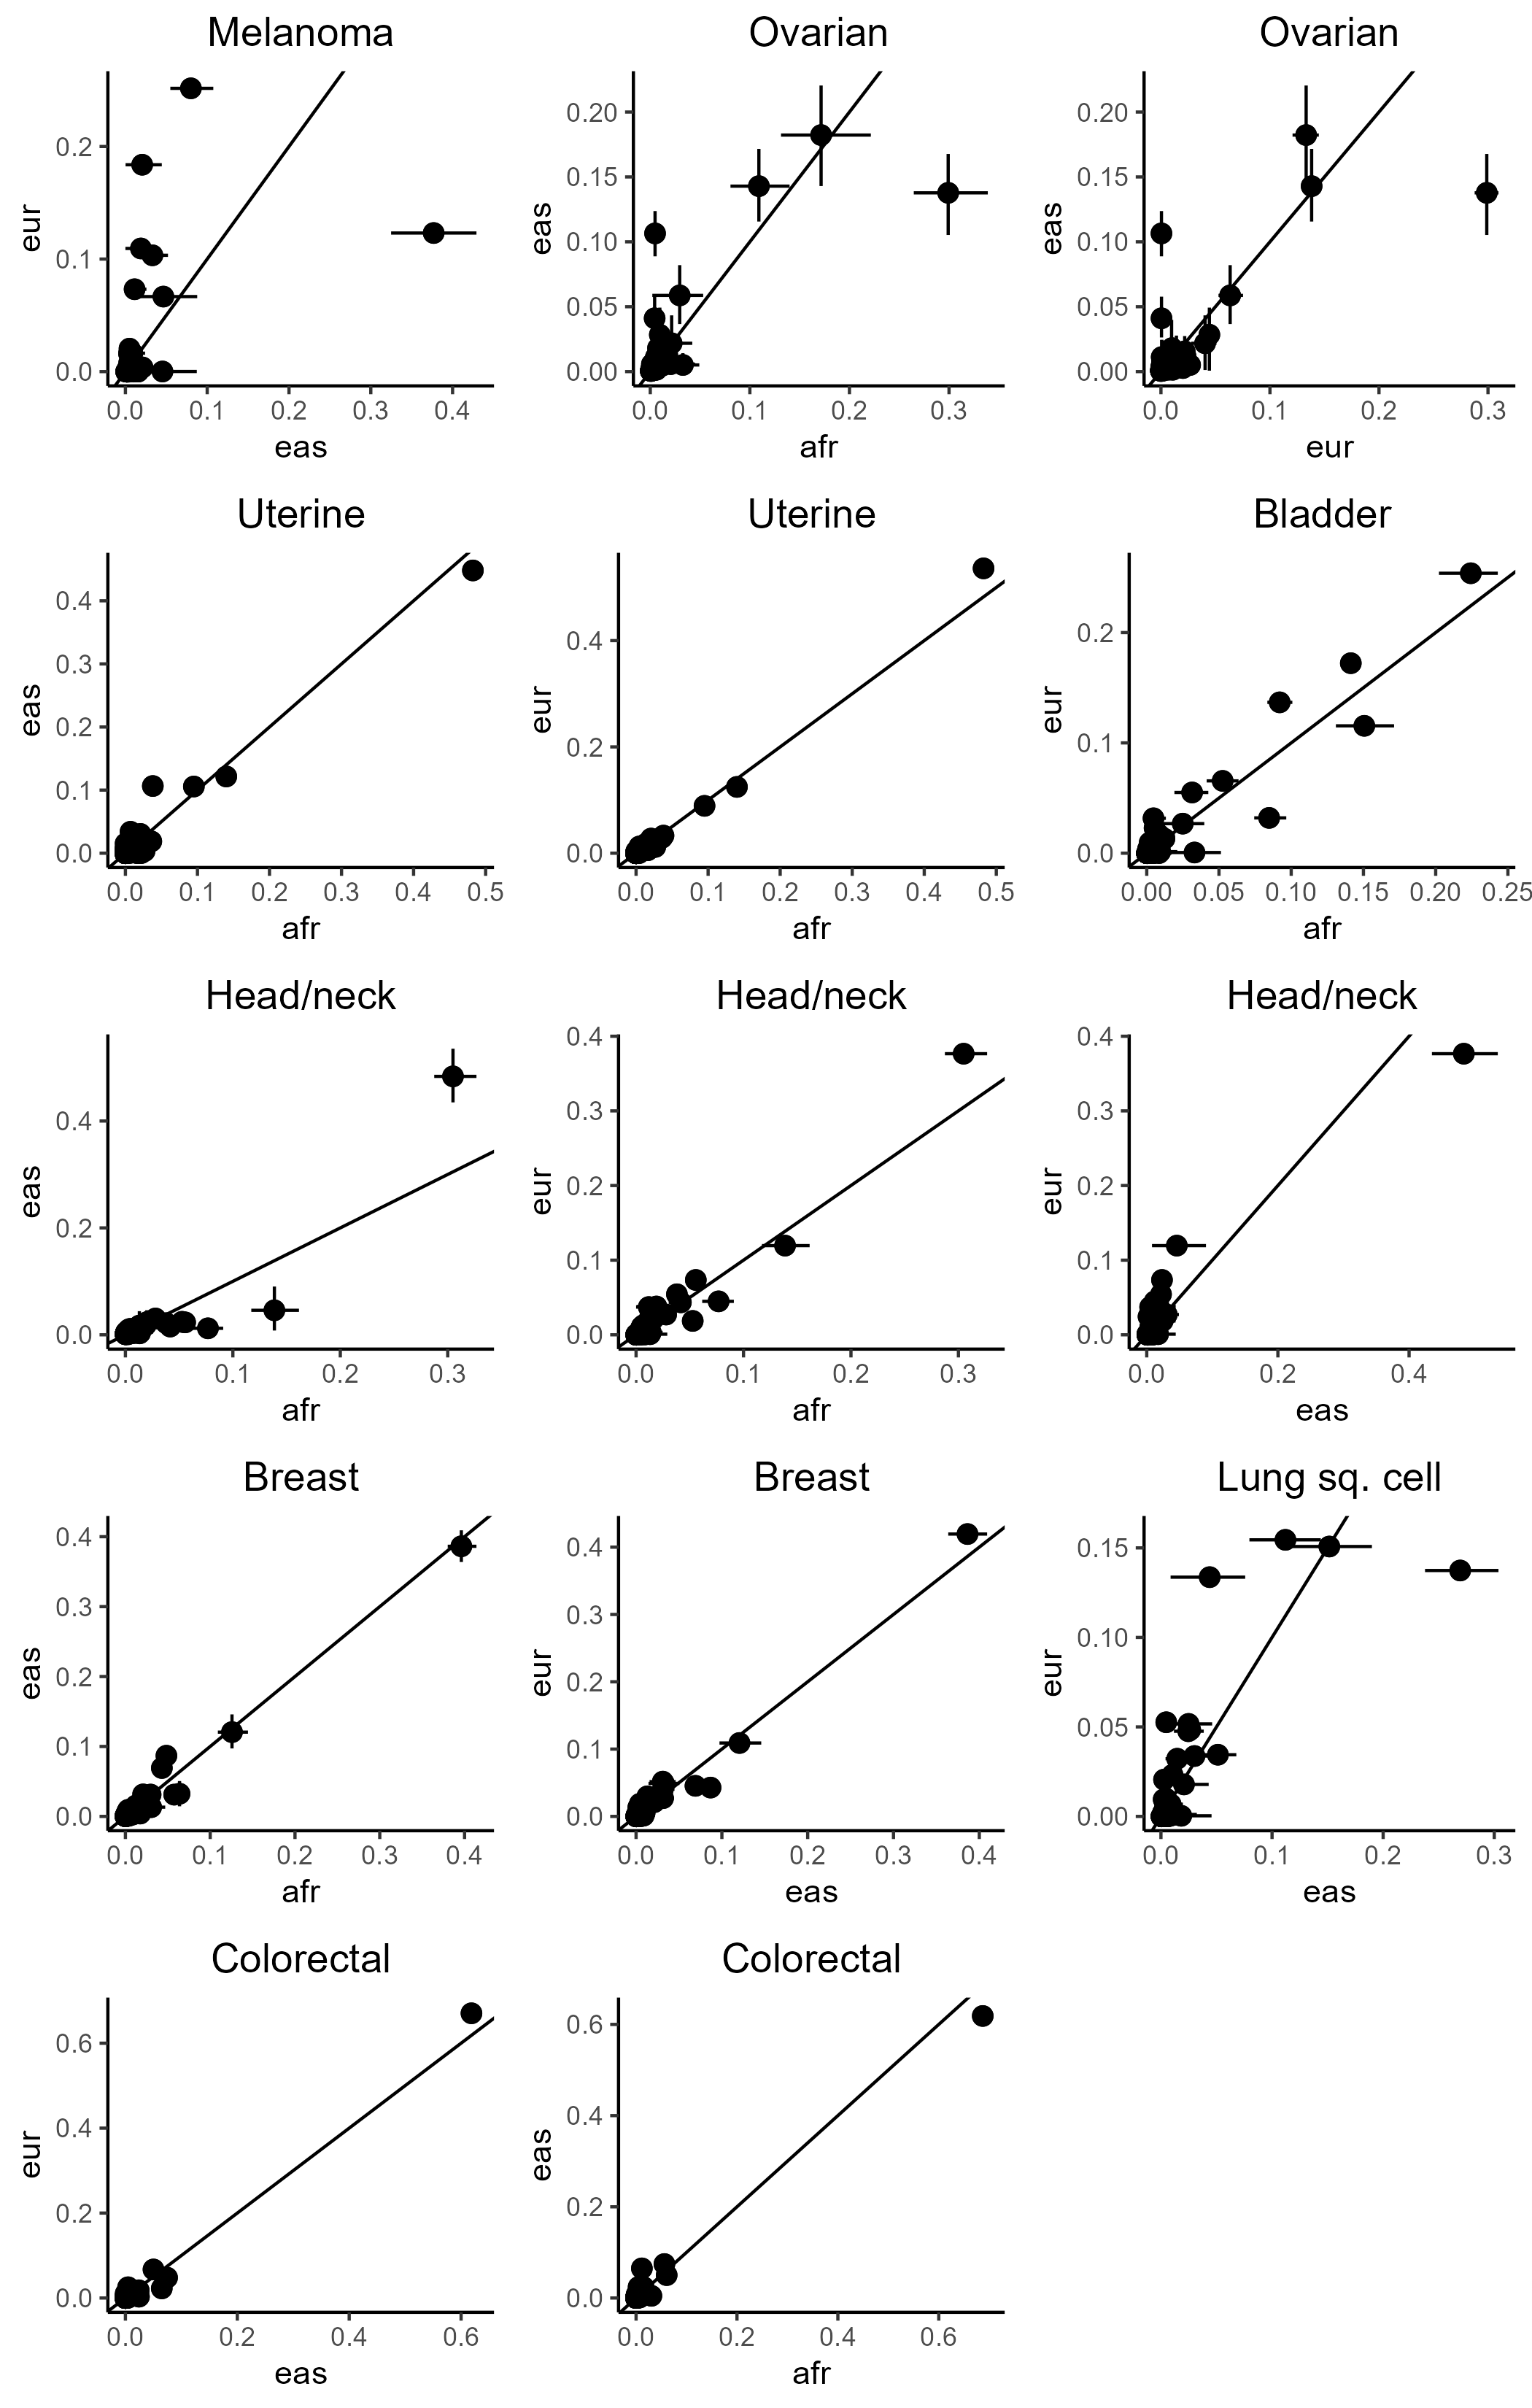 Melanoma Ovarian Ovarian
0.2 0.1 0.0
eur
0.0 0.1 0.2 0.3 0.4
eas
0.20 0.15 0.10 0.05 0.00
eas
0.0 0.1 0.2 0.3
afr
0.20 0.15 0.10 0.05 0.00
eas
0.0 0.1 0.2 0.3
eur
Uterine Uterine Bladder
0.4 0.3 0.2 0.1 0.0
eas
0.0 0.1 0.2 0.3 0.4 0.5
afr
0.4 0.2 0.0
eur
0.0 0.1 0.2 0.3 0.4 0.5
afr
0.2 0.1 0.0
eur
0.00 0.05 0.10 0.15 0.20 0.25
afr
Head/neck Head/neck Head/neck
0.4 0.2 0.0
eas
0.0 0.1 0.2 0.3
afr
0.4 0.3 0.2 0.1 0.0
eur
0.0 0.1 0.2 0.3
afr
0.4 0.3 0.2 0.1 0.0
eur
0.0 0.2 0.4
eas
Breast Breast Lung sq. cell
0.4 0.3 0.2 0.1 0.0
eas
0.0 0.1 0.2 0.3 0.4
afr
0.4 0.3 0.2 0.1 0.0
eur
0.0 0.1 0.2 0.3 0.4
eas
0.15 0.10 0.05 0.00
eur
0.0 0.1 0.2 0.3
eas
Colorectal Colorectal
0.6 0.4 0.2 0.0
eur
0.0 0.2 0.4 0.6
eas
0.6 0.4 0.2 0.0
eas
0.0 0.2 0.4 0.6
afr